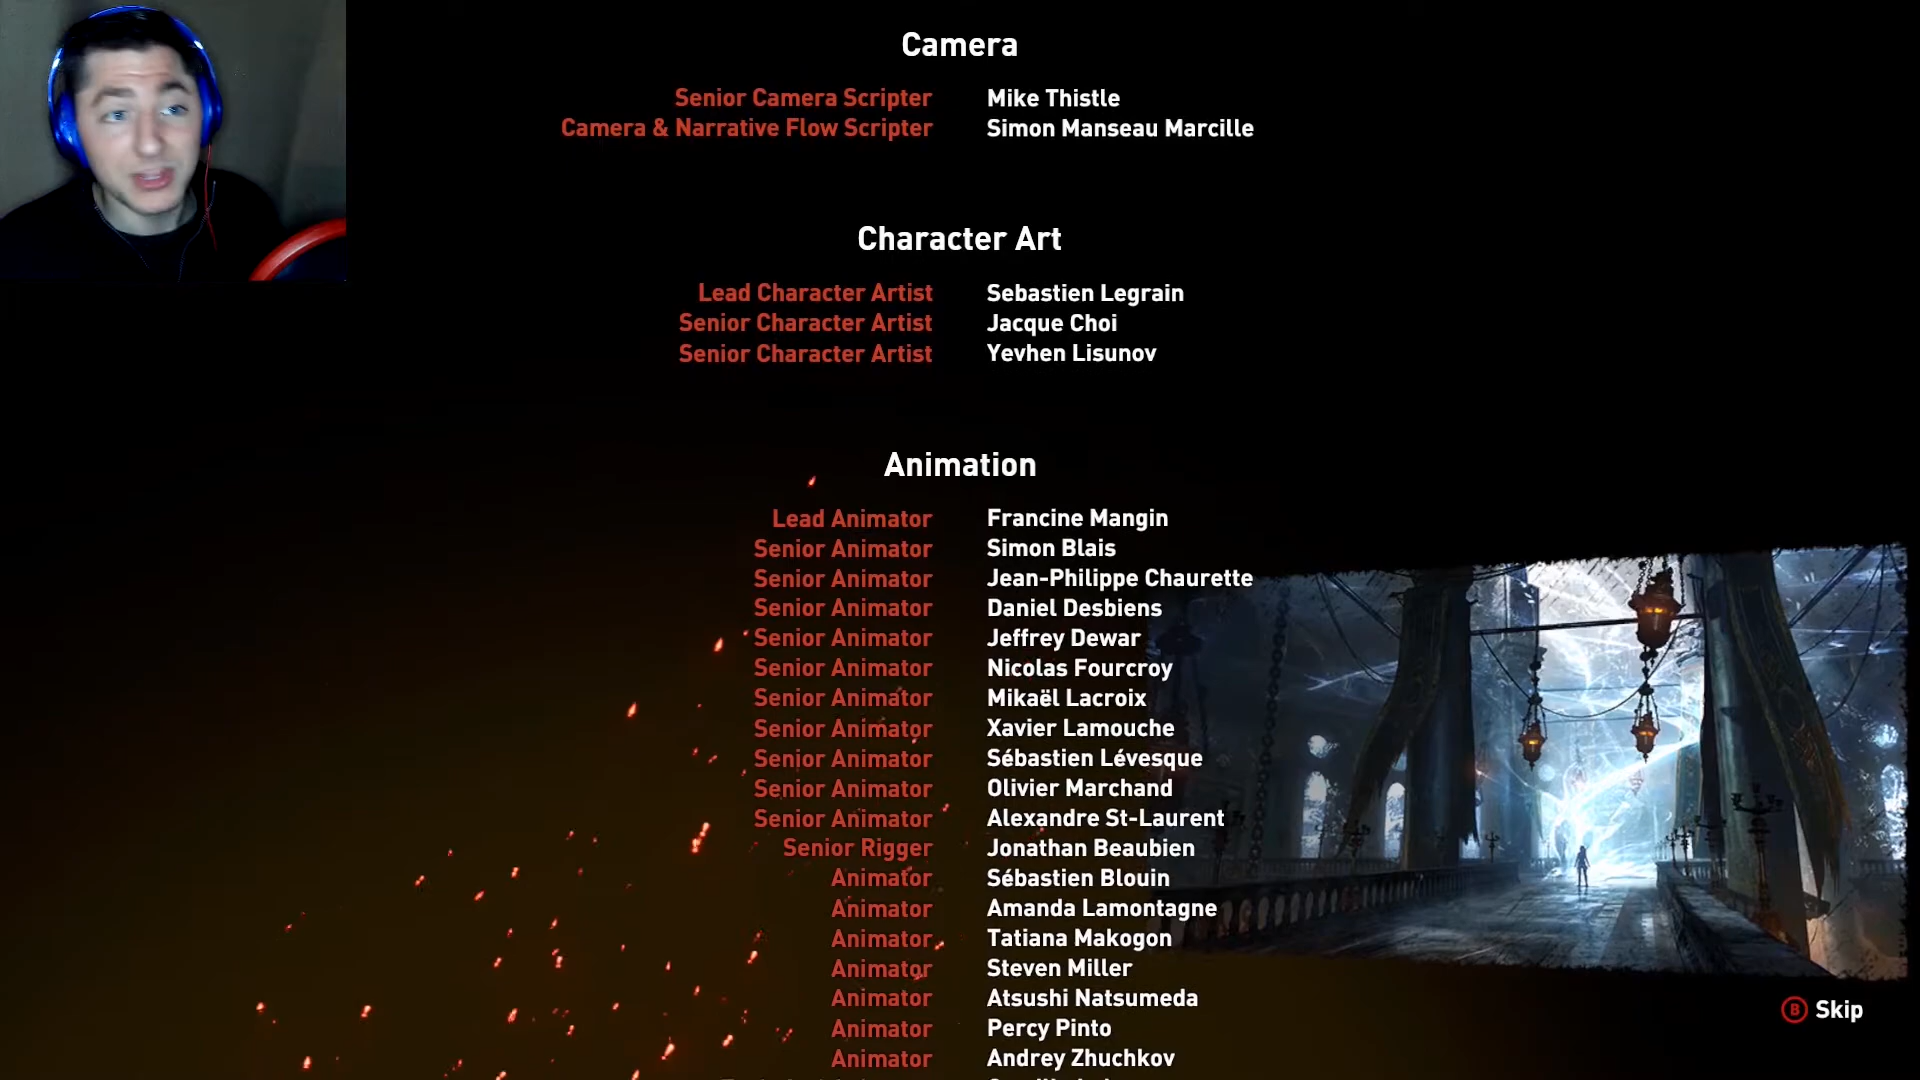 Camera
Senior Camera Scripter Mike Thistle
Camera & Narrative Flow Scripter Simon Manseau Marcille
Character Art
Lead Character Artist Sebastien Legrain
Senior Character Artist Jacque Choi
Senior Character Artist Yevhen Lisunov
Animation
Lead Animator Francine Mangin
Senior Animator Simon Blais
Senior Animator Jean-Philippe Chaurette
Senior Animator Daniel Desbiens
Senior Animator Jeffrey Dewar
Senior Animator Nicolas Fourcroy
Senior Animator Mikaël Lacroix
Senior Animator Xavier Lamouche
Senior Animator Sébastien Lévesque
Senior Animator Olivier Marchand
Senior Animator Alexandre St-Laurent
Senior Rigger Jonathan Beaubien
Animator Sébastien Blouin
Animator Amanda Lamontagne
Animator Tatiana Makogon
Animator Steven Miller
Animator Atsushi Natsumeda
B Skip
Animator Percy Pinto
Animator Andrey Zhuchkov